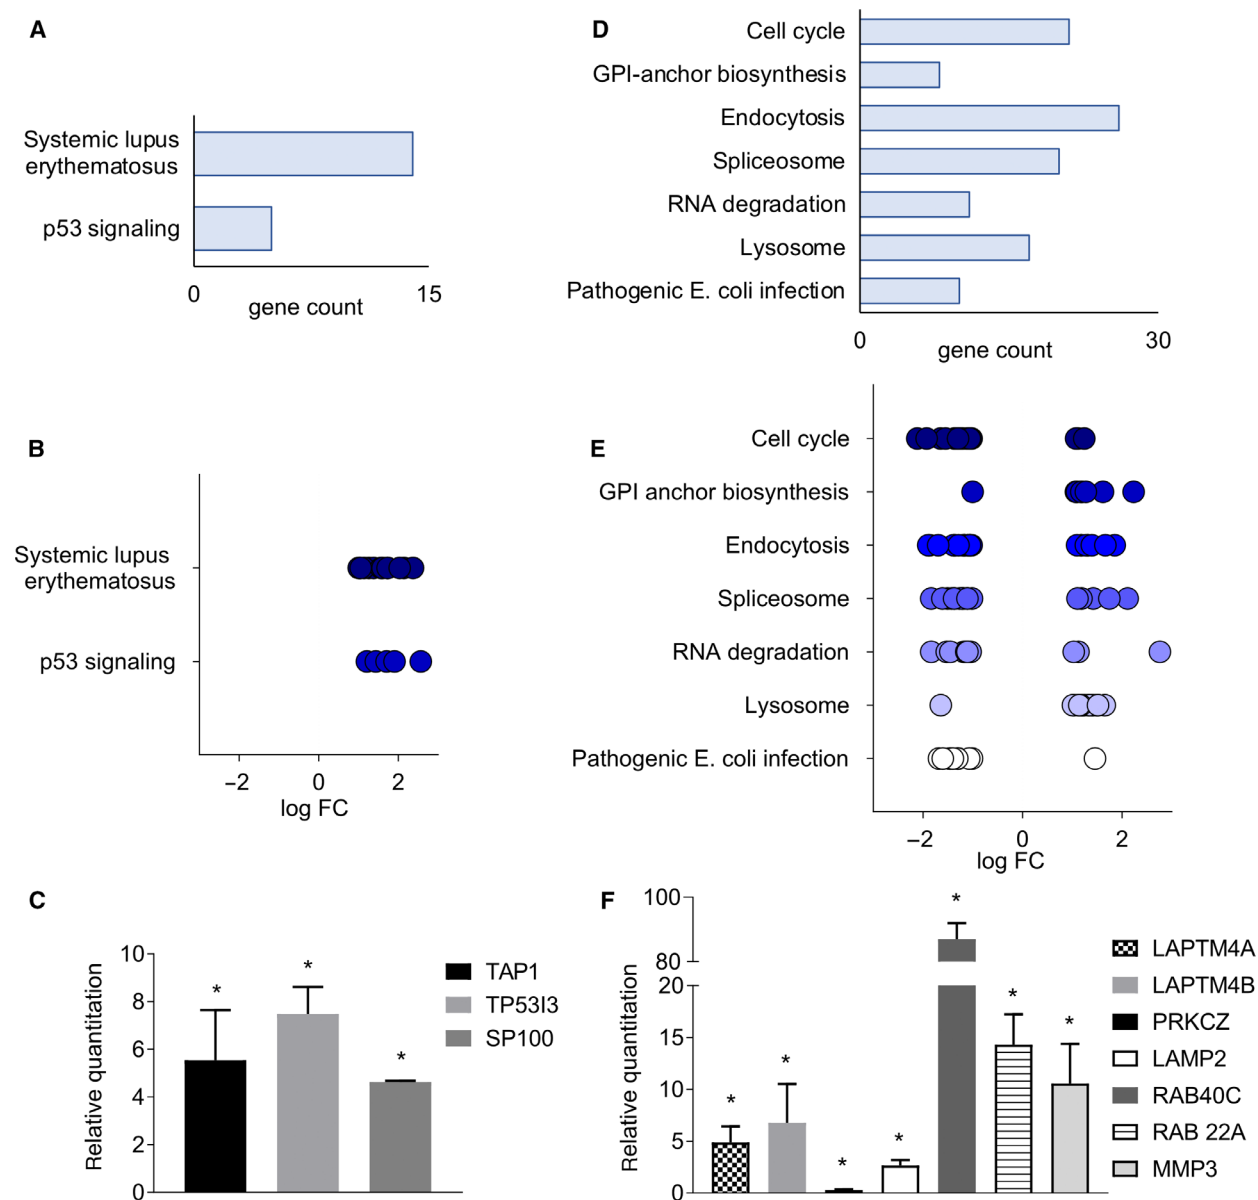 A
Systemic lupus
erythematosus
p53 signaling
0
15
gene count
D
Cell cycle
GPI-anchor biosynthesis
Endocytosis
Spliceosome
RNA degradation
Lysosome
Pathogenic E. coli infection
0
30
gene count
B
Systemic lupus
erythematosus
p53 signaling
−2
0
2
log FC
E
Cell cycle
GPI anchor biosynthesis
Endocytosis
Spliceosome
RNA degradation
Lysosome
Pathogenic E. coli infection
−2
0
2
log FC
C
Relative quantitation
10
8
6
4
2
0
*
*
*
TAP1
TP53I3
SP100
F
Relative quantitation
100
80
20
15
10
5
0
*
*
*
*
*
*
*
LAPTM4A
LAPTM4B
PRKCZ
LAMP2
RAB40C
RAB 22A
MMP3